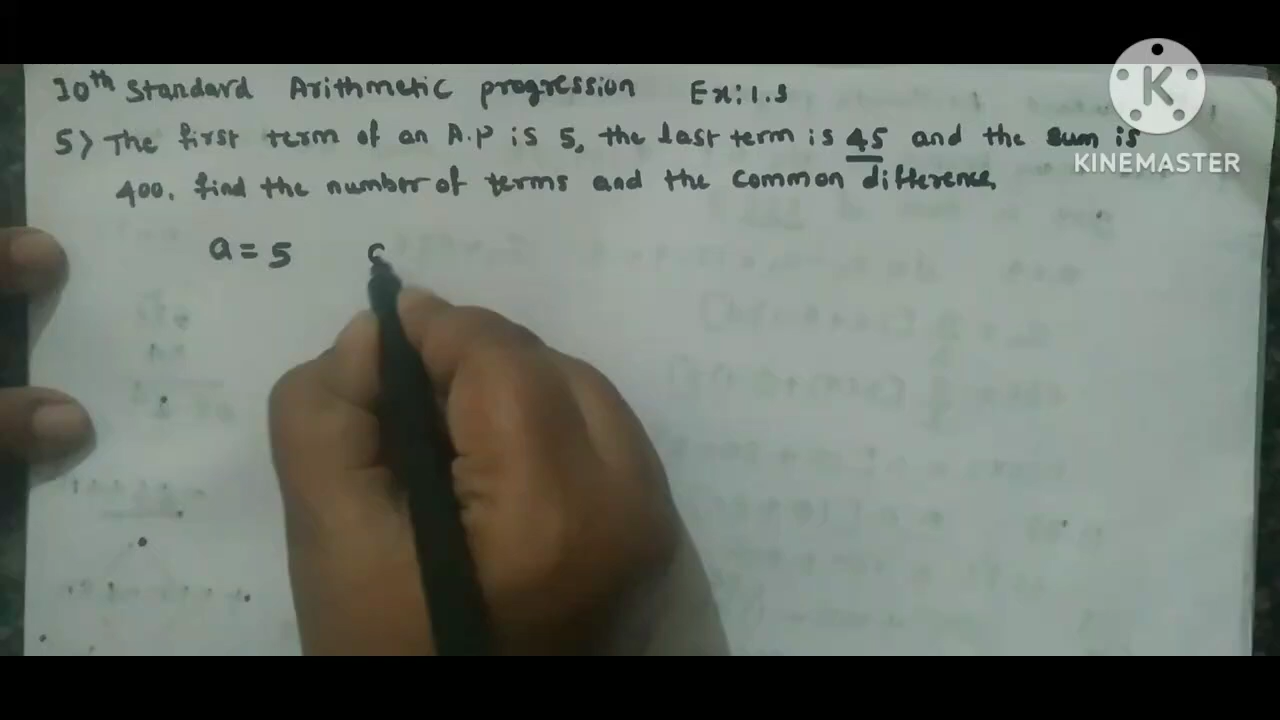 10th Standard Arithmetic progression Ex: 1.3
5) The first term of an A.P is 5, the last term is 45 and the sum is
400. find the number of terms and the common difference.
a = 5
K
KINEMASTER